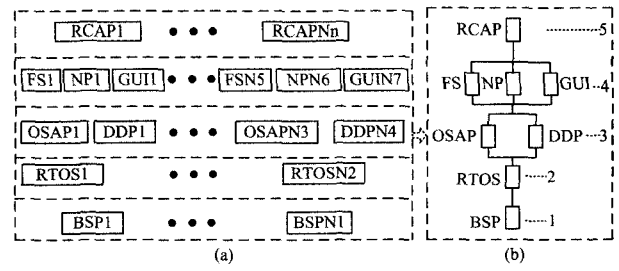 RCAP1 • • • RCAPNn
FS1 NP1 GUI1 • • • FSN5 NPN6 GUIN7
OSAP1 DDP1 • • • OSAPN3 DDPN4
RTOS1 • • • RTOSN2
BSP1 • • • BSPN1
(a)
RCAP 5
FS NP GUI 4
OSAP DDP 3
RTOS 2
BSP 1
(b)